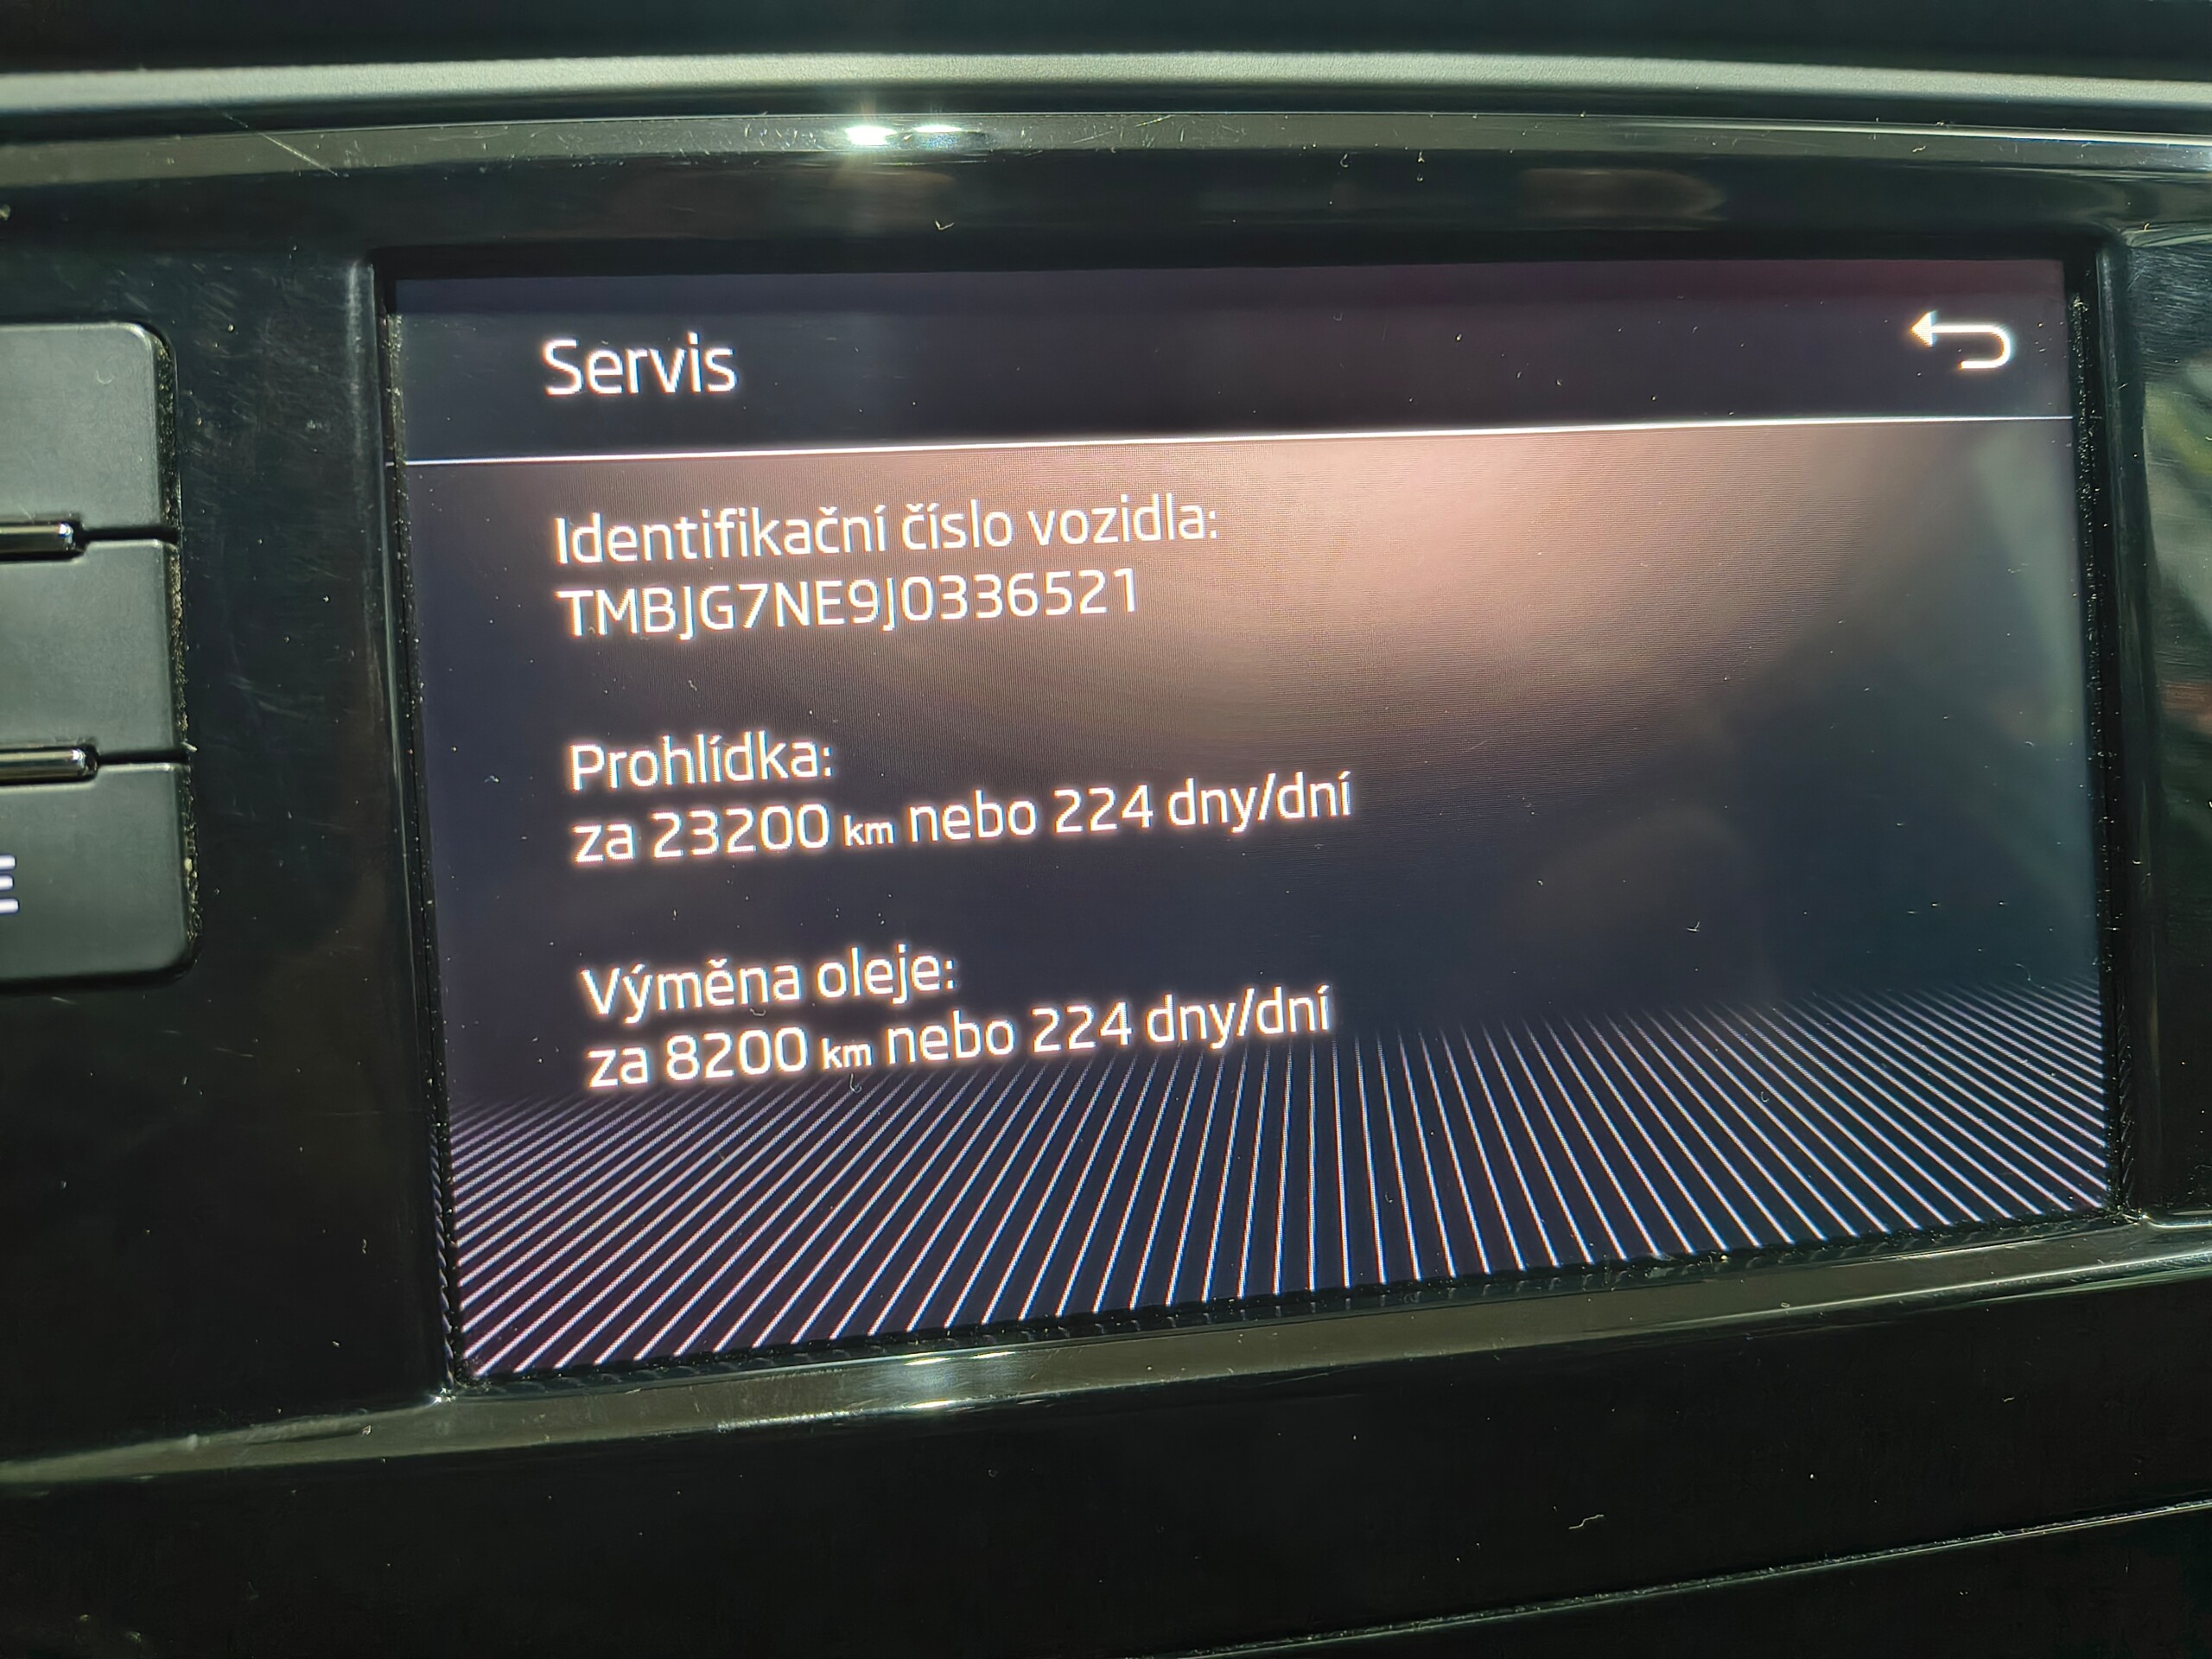 Servis
Identifikační číslo vozidla:
TMBJG7NE9J0336521
Prohlídka:
za 23200 km nebo 224 dny/dní
Výměna oleje:
za 8200 km nebo 224 dny/dní